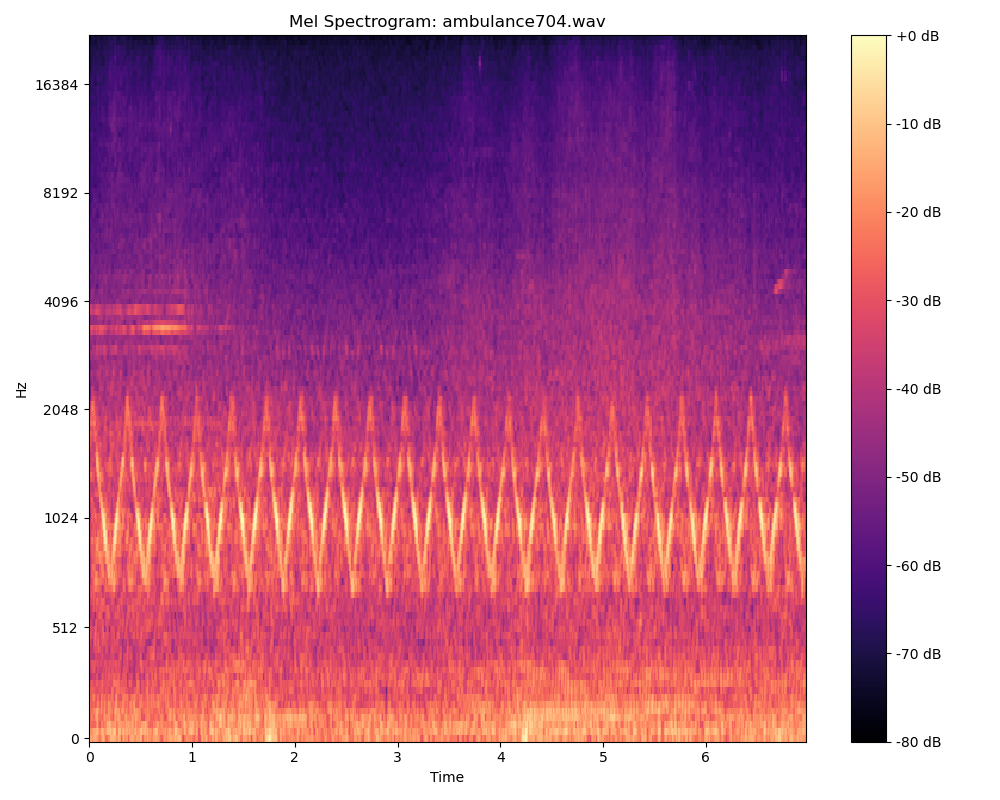 Mel Spectrogram: ambulance704.wav
+0 dB
16384
-10 dB
8192
-20 dB
4096
-30 dB
Hz
-40 dB
2048
-50 dB
1024
-60 dB
512
-70 dB
0
-80 dB
0 1 2 3 4 5 6
Time